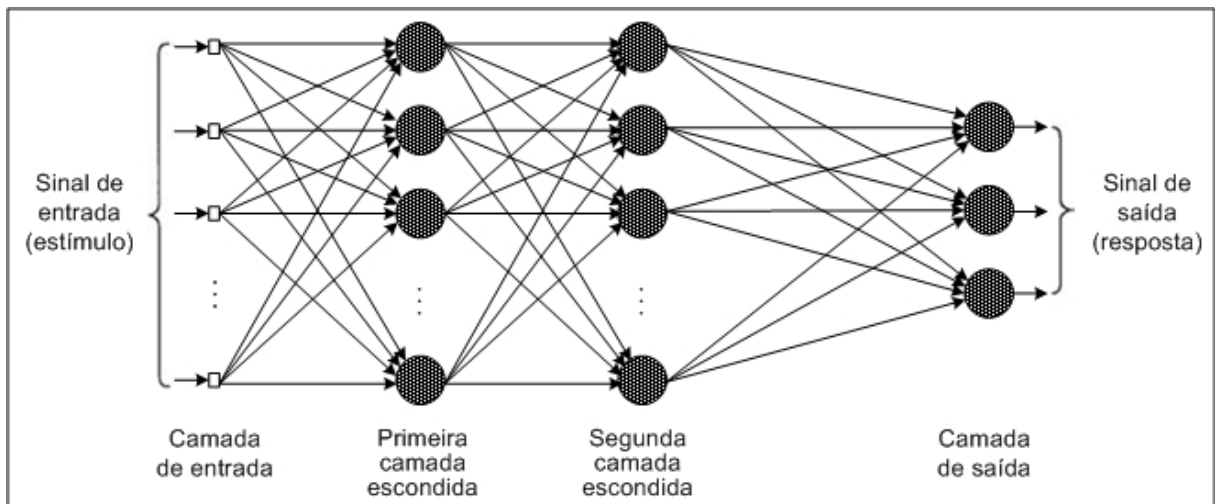 Sinal de
entrada
(estímulo)
Sinal de
saída
(resposta)
Camada
de entrada
Primeira
camada
escondida
Segunda
camada
escondida
Camada
de saída